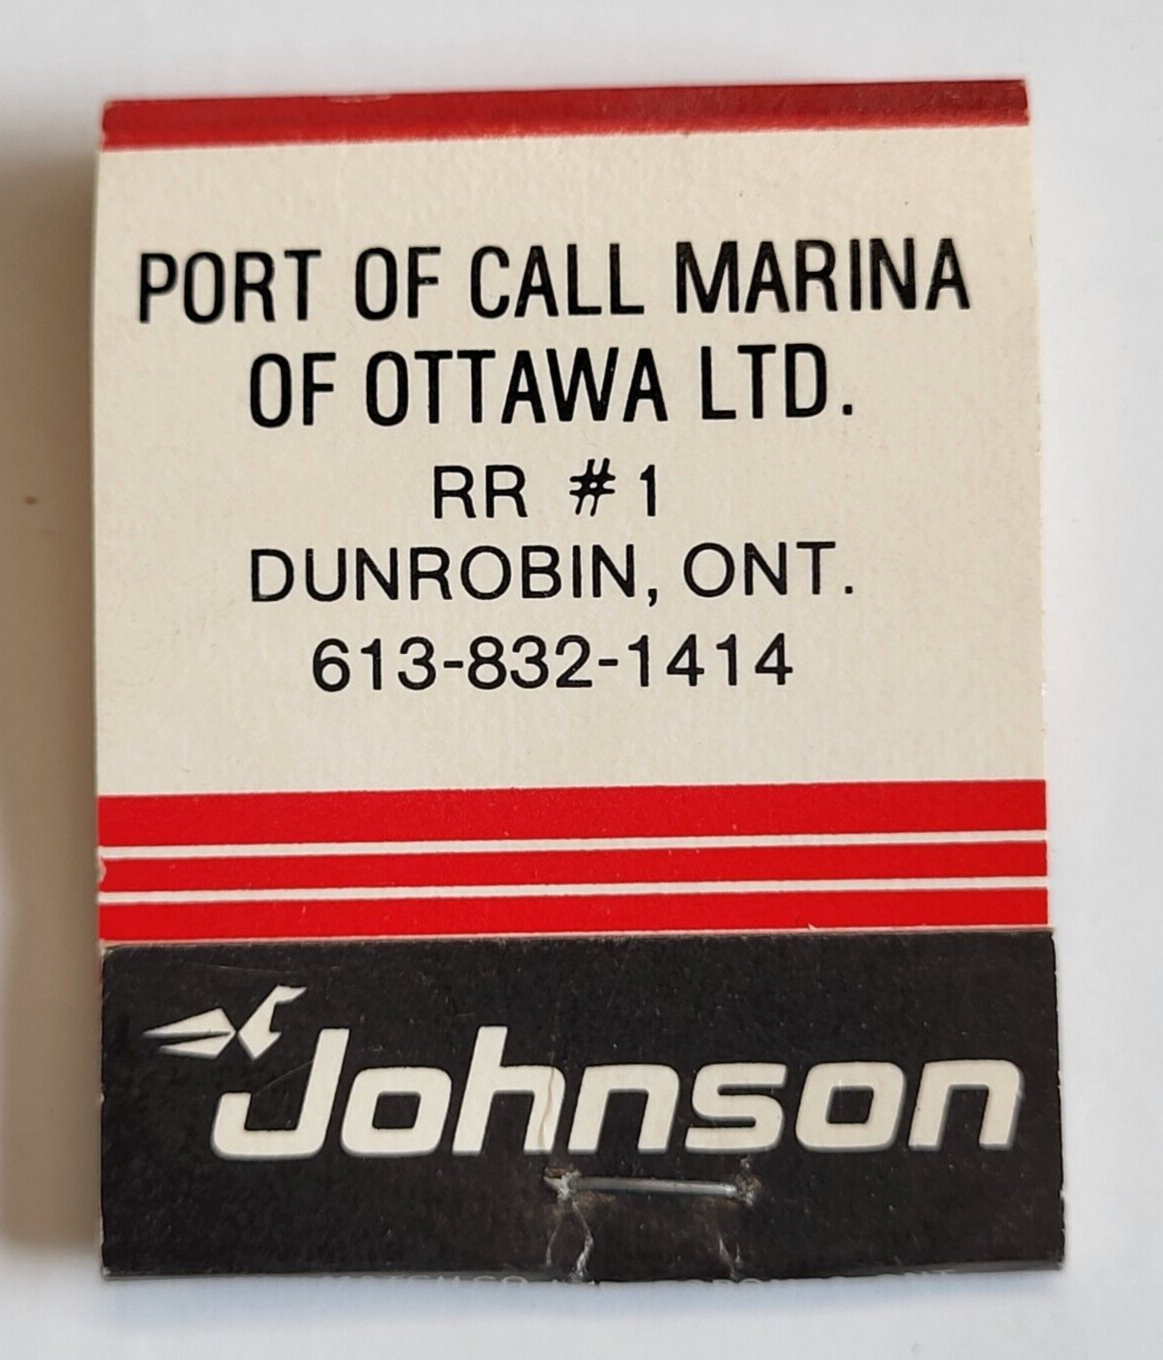 PORT OF CALL MARINA
OF OTTAWA LTD.
RR #1
DUNROBIN, ONT.
613-832-1414
Johnson